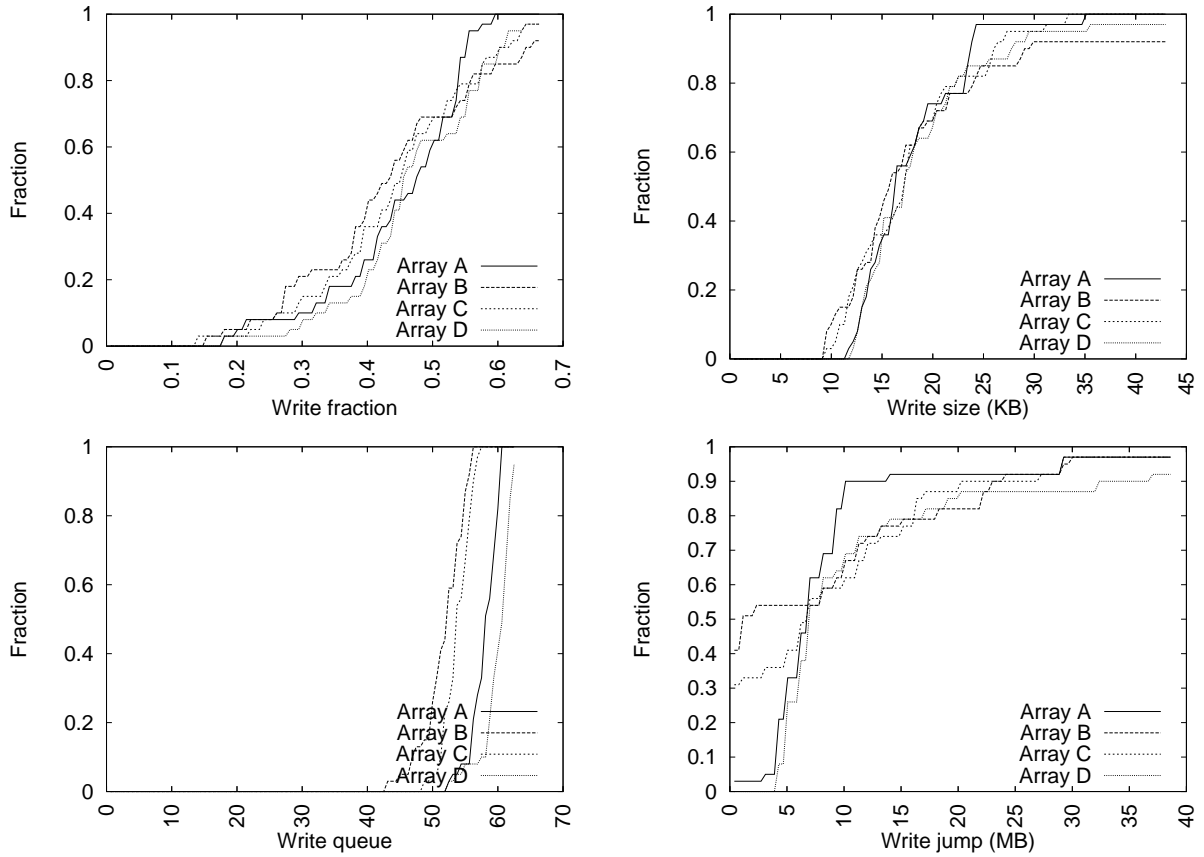 1
0.8
0.6
0.4
0.2
0
Fraction
Array A
Array B
Array C
Array D
0
0.1
0.2
0.3
0.4
0.5
0.6
0.7
Write fraction
1
0.8
0.6
0.4
0.2
0
Fraction
Array A
Array B
Array C
Array D
0
5
10
15
20
25
30
35
40
45
Write size (KB)
1
0.8
0.6
0.4
0.2
0
Fraction
Array A
Array B
Array C
Array D
0
10
20
30
40
50
60
70
Write queue
1
0.9
0.8
0.7
0.6
0.5
0.4
0.3
0.2
0.1
0
Fraction
Array A
Array B
Array C
Array D
0
5
10
15
20
25
30
35
40
Write jump (MB)